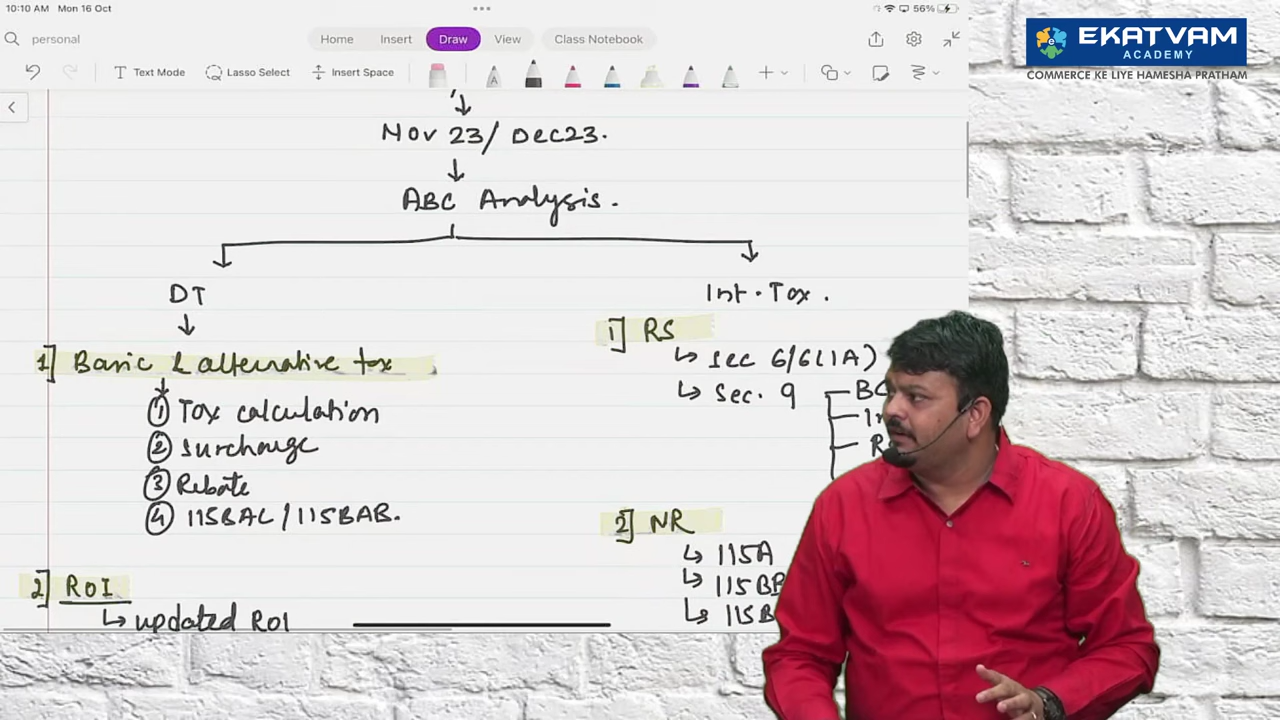 10:10 AM Mon 16 Oct
56%
personal
Home Insert Draw View Class Notebook
Text Mode Lasso Select Insert Space
EKATVAM
ACADEMY
COMMERCE KE LIYE HAMESHA PRATHAM
Nov 23/ Dec23.
ABC Analysis.
DT
1] Basic & alternative tax
① Tax calculation
② Surcharge
③ Rebate
④ 115BAC/115BAB.
2] ROI
updated ROI
Int. Tax.
1] RS
Sec 6/6(1A)
Sec. 9
2] NR
115A